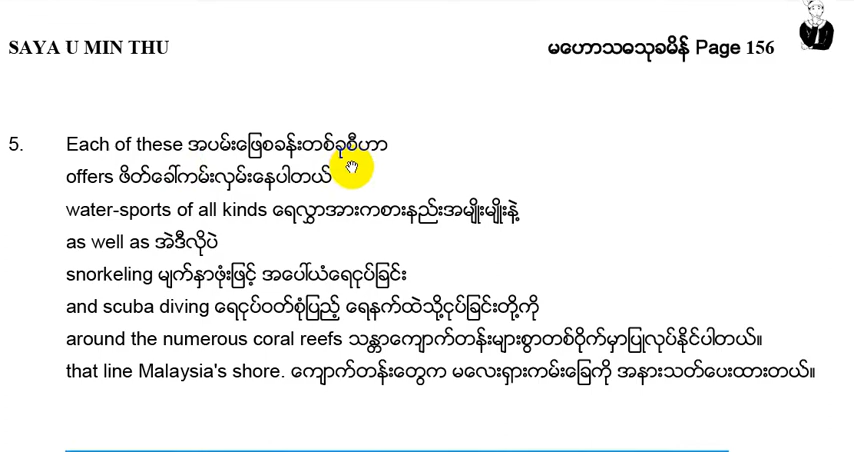 SAYA U MIN THU
မဟောသဓသုခမိန် Page 156
5. Each of these အပမ်းဖြေစခန်းတစ်ခုစီဟာ
offers ဖိတ်ခေါ်ကမ်းလှမ်းနေပါတယ်
water-sports of all kinds ရေလွှာအားကစားနည်းအမျိုးမျိုးနဲ့
as well as အဲဒီလိုပဲ
snorkeling မျက်နှာဖုံးဖြင့် အပေါ်ယံရေငုပ်ခြင်း
and scuba diving ရေငုပ်ဝတ်စုံပြည့် ရေနက်ထဲသို့ငုပ်ခြင်းတို့ကို
around the numerous coral reefs သန္တာကျောက်တန်းများစွာတစ်ဝိုက်မှာပြုလုပ်နိုင်ပါတယ်။
that line Malaysia's shore. ကျောက်တန်းတွေက မလေးရှားကမ်းခြေကို အနားသတ်ပေးထားတယ်။